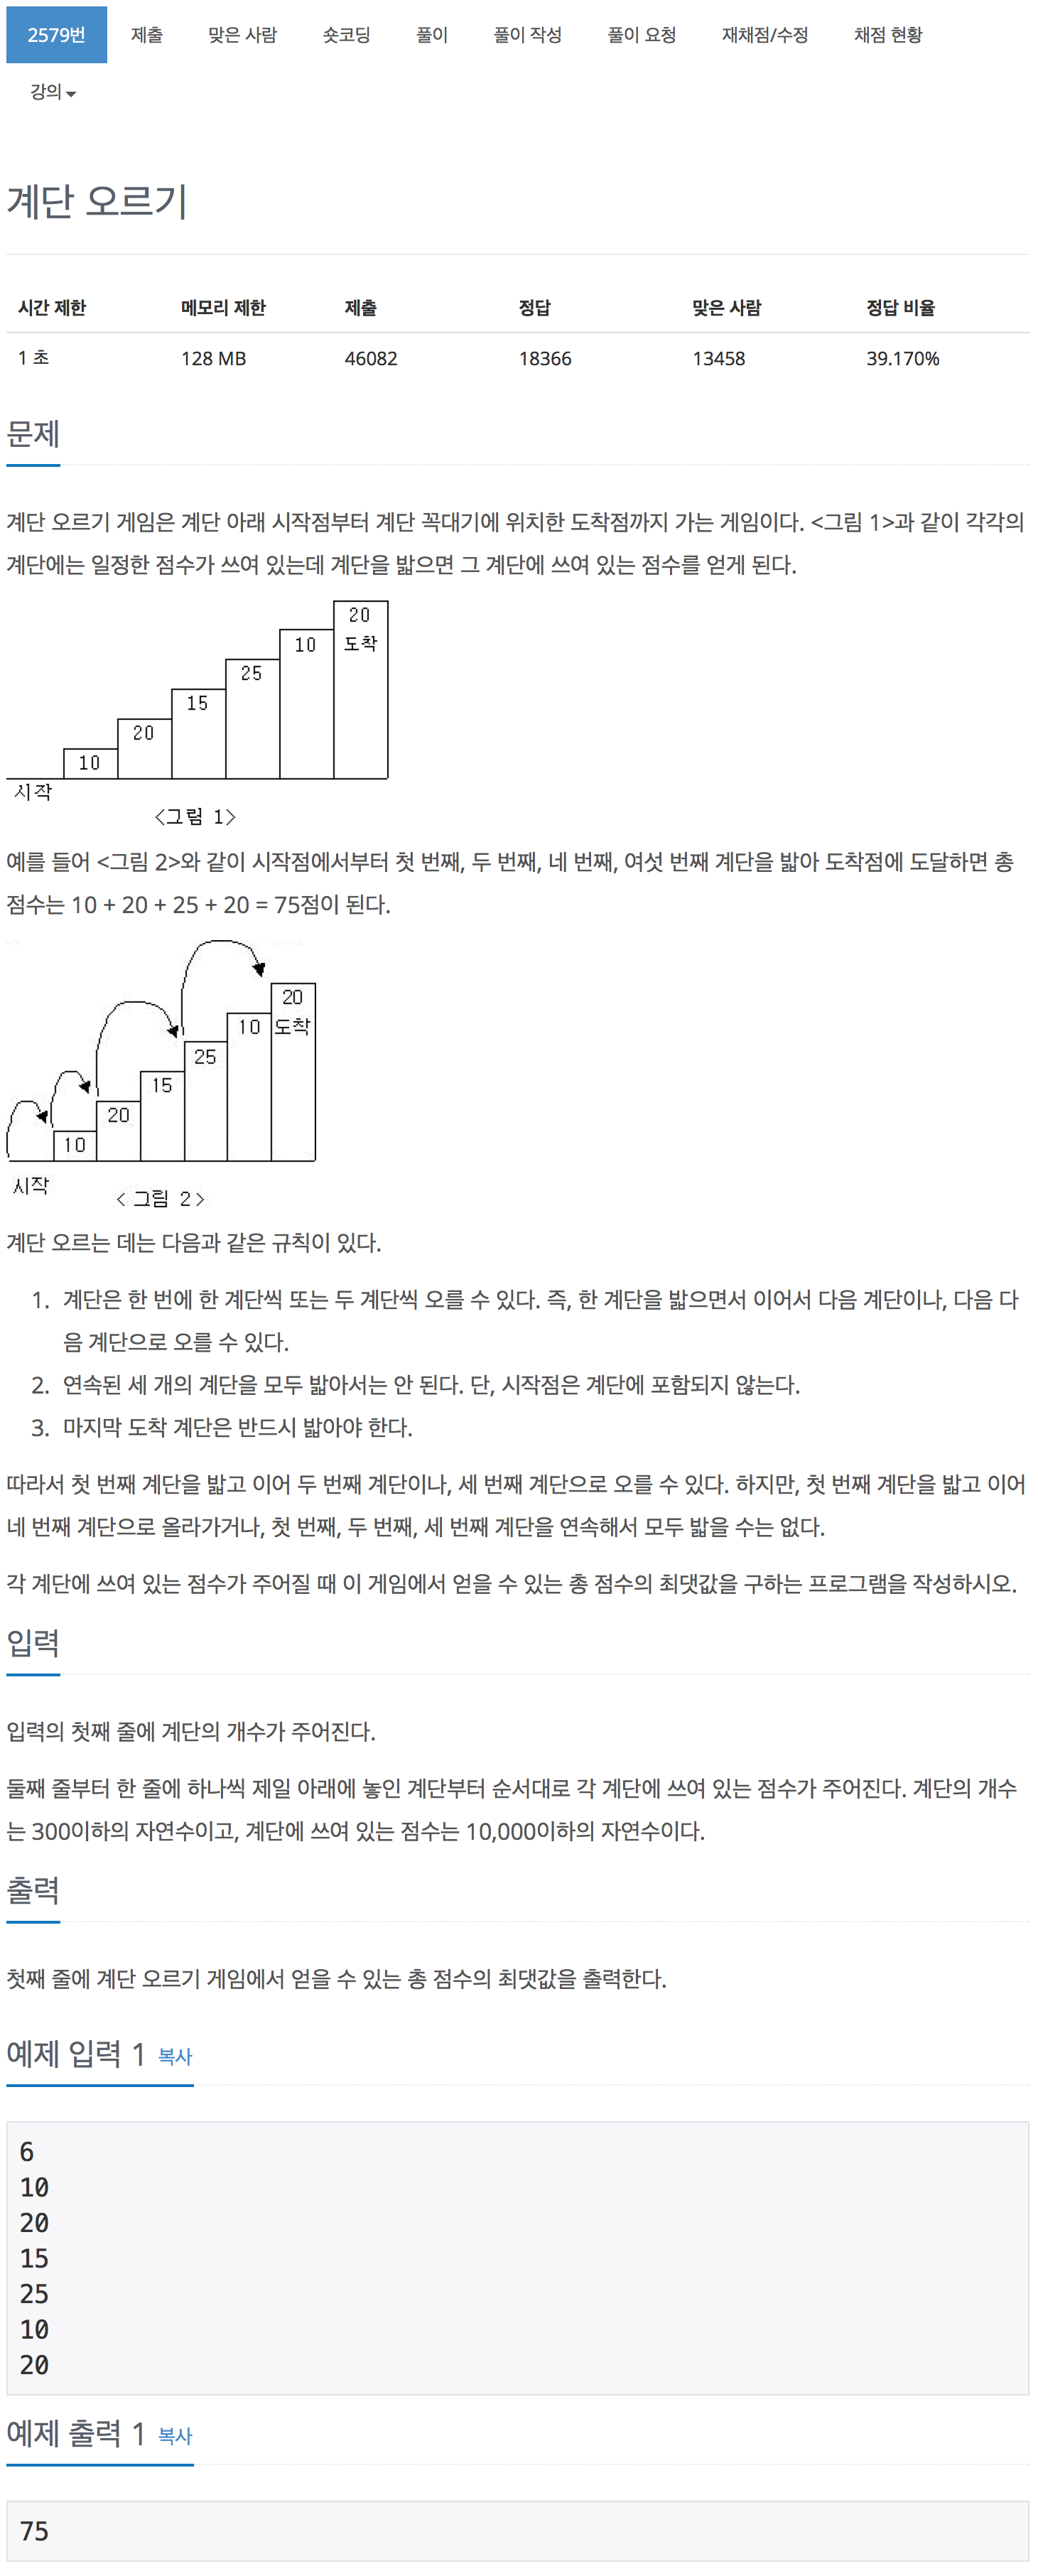 2579번 제출 맞은 사람 숏코딩 풀이 풀이 작성 풀이 요청 재채점/수정 채점 현황
강의
계단 오르기
시간 제한 메모리 제한 제출 정답 맞은 사람 정답 비율
1 초 128 MB 46082 18366 13458 39.170%
문제
계단 오르기 게임은 계단 아래 시작점부터 계단 꼭대기에 위치한 도착점까지 가는 게임이다. <그림 1>과 같이 각각의
계단에는 일정한 점수가 쓰여 있는데 계단을 밟으면 그 계단에 쓰여 있는 점수를 얻게 된다.
20
도착
10
25
15
20
10
시작
<그림 1>
예를 들어 <그림 2>와 같이 시작점에서부터 첫 번째, 두 번째, 네 번째, 여섯 번째 계단을 밟아 도착점에 도달하면 총
점수는 10 + 20 + 25 + 20 = 75점이 된다.
20
도착
10
25
15
20
10
시작
< 그림 2>
계단 오르는 데는 다음과 같은 규칙이 있다.
1. 계단은 한 번에 한 계단씩 또는 두 계단씩 오를 수 있다. 즉, 한 계단을 밟으면서 이어서 다음 계단이나, 다음 다
음 계단으로 오를 수 있다.
2. 연속된 세 개의 계단을 모두 밟아서는 안 된다. 단, 시작점은 계단에 포함되지 않는다.
3. 마지막 도착 계단은 반드시 밟아야 한다.
따라서 첫 번째 계단을 밟고 이어 두 번째 계단이나, 세 번째 계단으로 오를 수 있다. 하지만, 첫 번째 계단을 밟고 이어
네 번째 계단으로 올라가거나, 첫 번째, 두 번째, 세 번째 계단을 연속해서 모두 밟을 수는 없다.
각 계단에 쓰여 있는 점수가 주어질 때 이 게임에서 얻을 수 있는 총 점수의 최댓값을 구하는 프로그램을 작성하시오.
입력
입력의 첫째 줄에 계단의 개수가 주어진다.
둘째 줄부터 한 줄에 하나씩 제일 아래에 놓인 계단부터 순서대로 각 계단에 쓰여 있는 점수가 주어진다. 계단의 개수
는 300이하의 자연수이고, 계단에 쓰여 있는 점수는 10,000이하의 자연수이다.
출력
첫째 줄에 계단 오르기 게임에서 얻을 수 있는 총 점수의 최댓값을 출력한다.
예제 입력 1 복사
6
10
20
15
25
10
20
예제 출력 1 복사
75